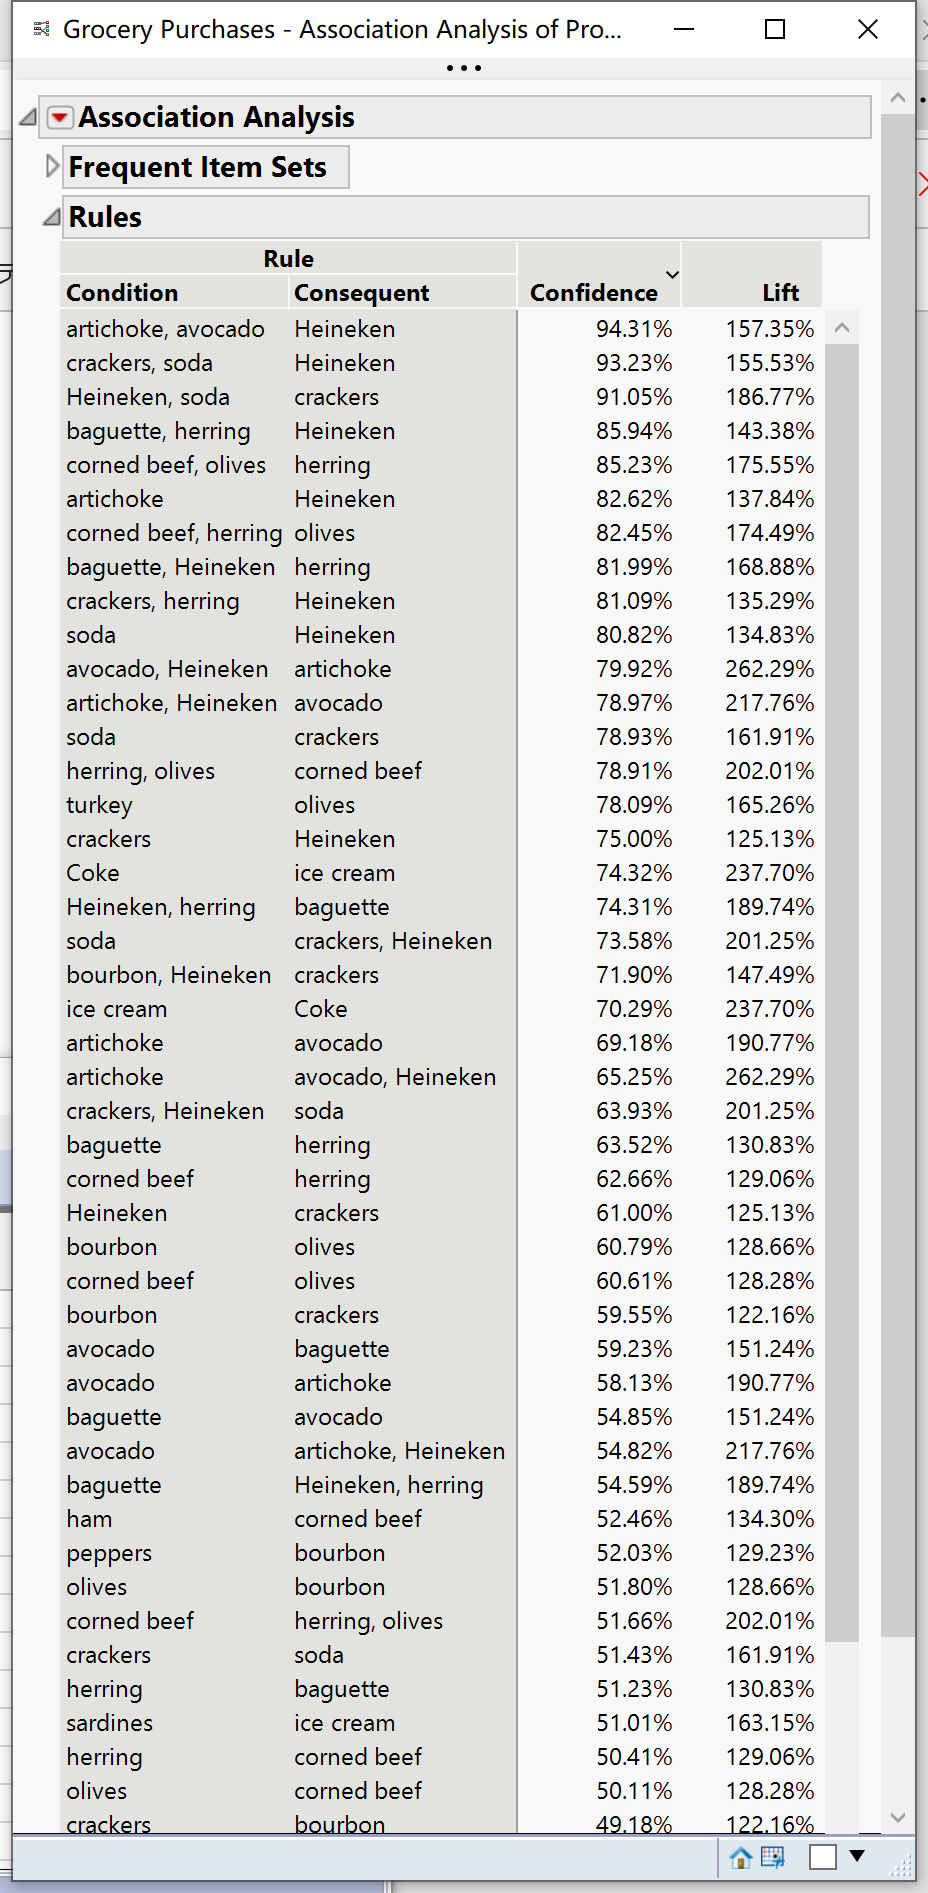 Grocery Purchases - Association Analysis of Pro...
Association Analysis
Frequent Item Sets
Rules
Rule
Condition Consequent Confidence Lift
artichoke, avocado Heineken 94.31% 157.35%
crackers, soda Heineken 93.23% 155.53%
Heineken, soda crackers 91.05% 186.77%
baguette, herring Heineken 85.94% 143.38%
corned beef, olives herring 85.23% 175.55%
artichoke Heineken 82.62% 137.84%
corned beef, herring olives 82.45% 174.49%
baguette, Heineken herring 81.99% 168.88%
crackers, herring Heineken 81.09% 135.29%
soda Heineken 80.82% 134.83%
avocado, Heineken artichoke 79.92% 262.29%
artichoke, Heineken avocado 78.97% 217.76%
soda crackers 78.93% 161.91%
herring, olives corned beef 78.91% 202.01%
turkey olives 78.09% 165.26%
crackers Heineken 75.00% 125.13%
Coke ice cream 74.32% 237.70%
Heineken, herring baguette 74.31% 189.74%
soda crackers, Heineken 73.58% 201.25%
bourbon, Heineken crackers 71.90% 147.49%
ice cream Coke 70.29% 237.70%
artichoke avocado 69.18% 190.77%
artichoke avocado, Heineken 65.25% 262.29%
crackers, Heineken soda 63.93% 201.25%
baguette herring 63.52% 130.83%
corned beef herring 62.66% 129.06%
Heineken crackers 61.00% 125.13%
bourbon olives 60.79% 128.66%
corned beef olives 60.61% 128.28%
bourbon crackers 59.55% 122.16%
avocado baguette 59.23% 151.24%
avocado artichoke 58.13% 190.77%
baguette avocado 54.85% 151.24%
avocado artichoke, Heineken 54.82% 217.76%
baguette Heineken, herring 54.59% 189.74%
ham corned beef 52.46% 134.30%
peppers bourbon 52.03% 129.23%
olives bourbon 51.80% 128.66%
corned beef herring, olives 51.66% 202.01%
crackers soda 51.43% 161.91%
herring baguette 51.23% 130.83%
sardines ice cream 51.01% 163.15%
herring corned beef 50.41% 129.06%
olives corned beef 50.11% 128.28%
crackers bourbon 49.18% 122.16%